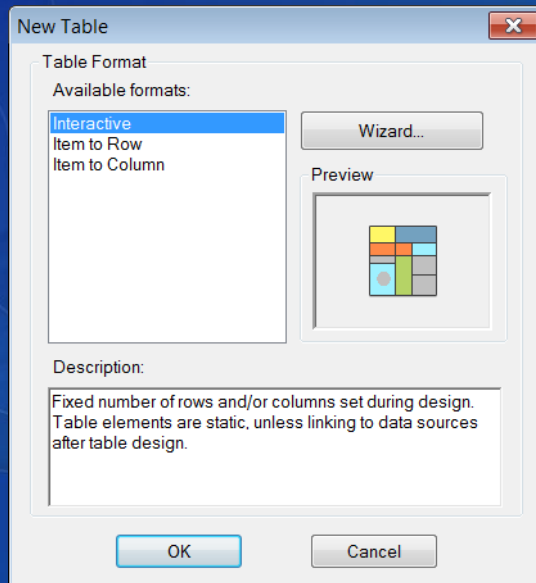 New Table
Table Format
Available formats:
Interactive
Item to Row
Item to Column
Wizard...
Preview
Description:
Fixed number of rows and/or columns set during design.
Table elements are static, unless linking to data sources
after table design.
OK
Cancel